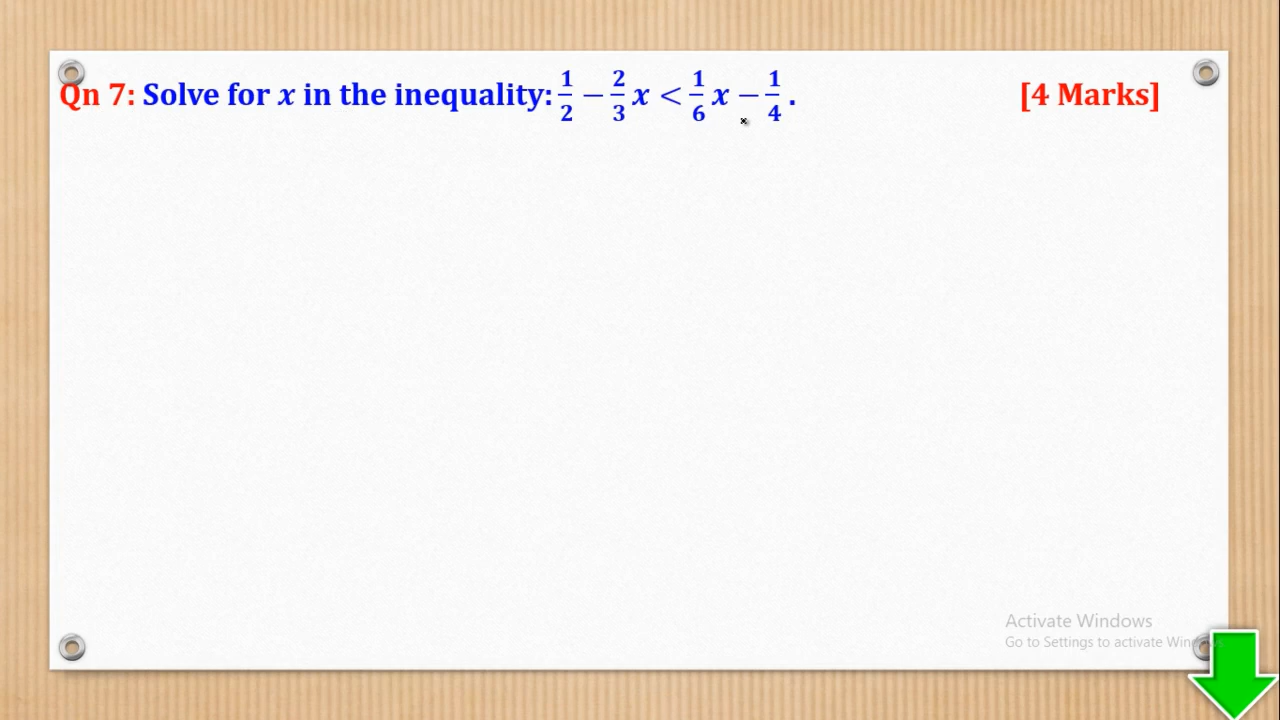 Qn 7: Solve for x in the inequality: 1/2 − 2/3 x < 1/6 x − 1/4. [4 Marks]
Activate Windows
Go to Settings to activate Windows